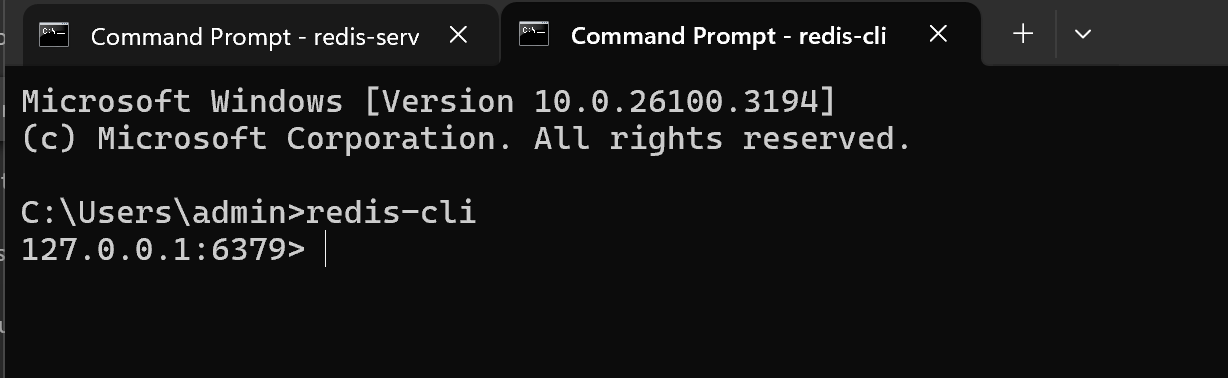 Command Prompt - redis-serv
Command Prompt - redis-cli
Microsoft Windows [Version 10.0.26100.3194]
(c) Microsoft Corporation. All rights reserved.
C:\Users\admin>redis-cli
127.0.0.1:6379>